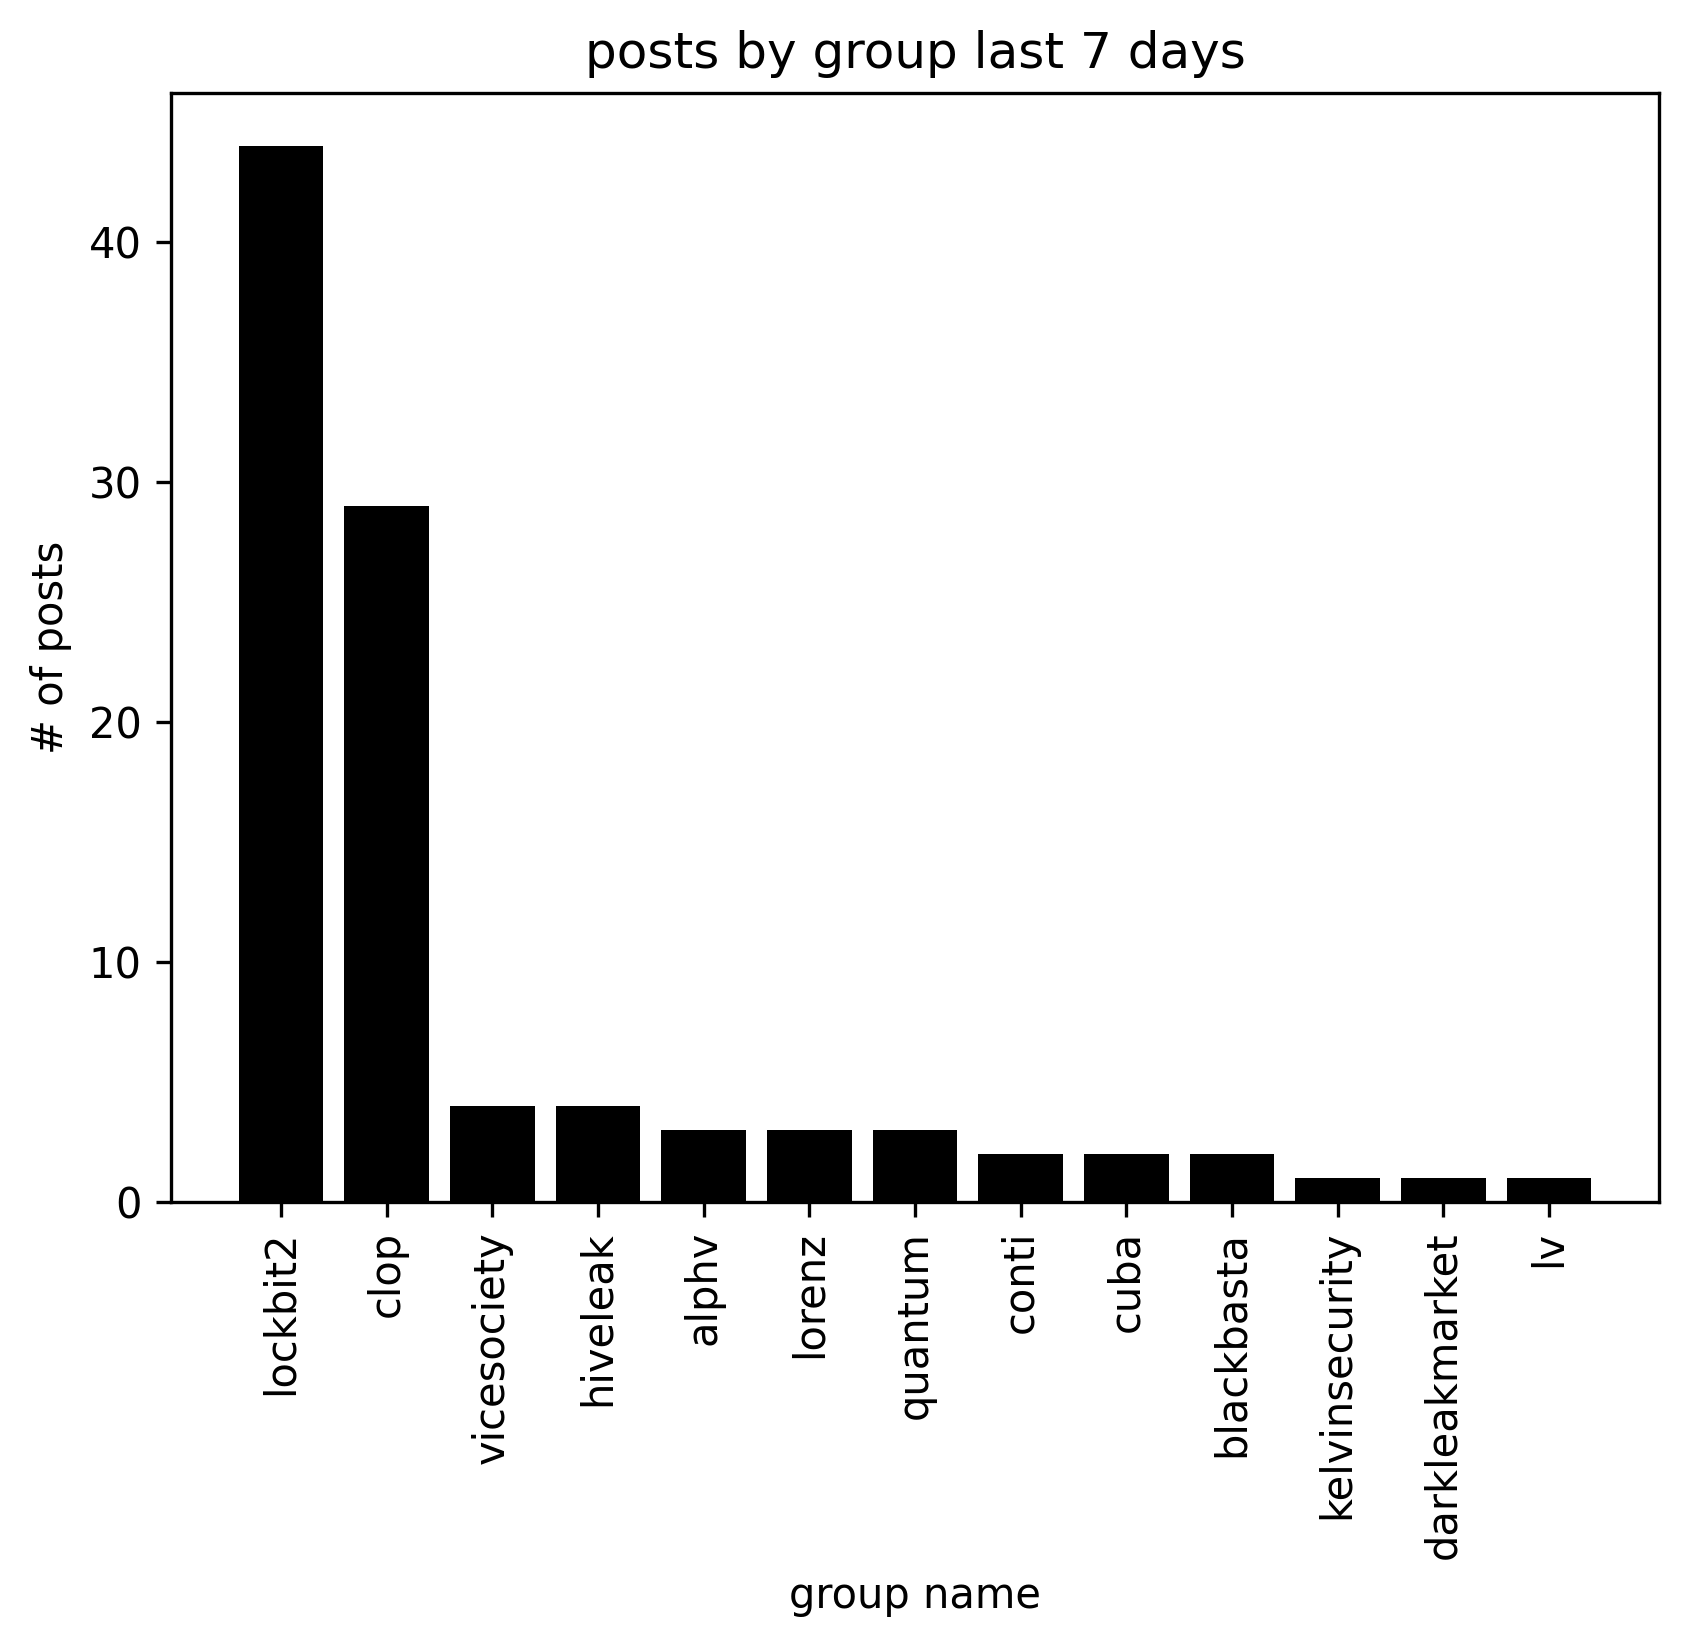 posts by group last 7 days
# of posts
40
30
20
10
0
lockbit2
clop
vicesociety
hiveleak
alphv
lorenz
quantum
conti
cuba
blackbasta
kelvinsecurity
darkleakmarket
lv
group name